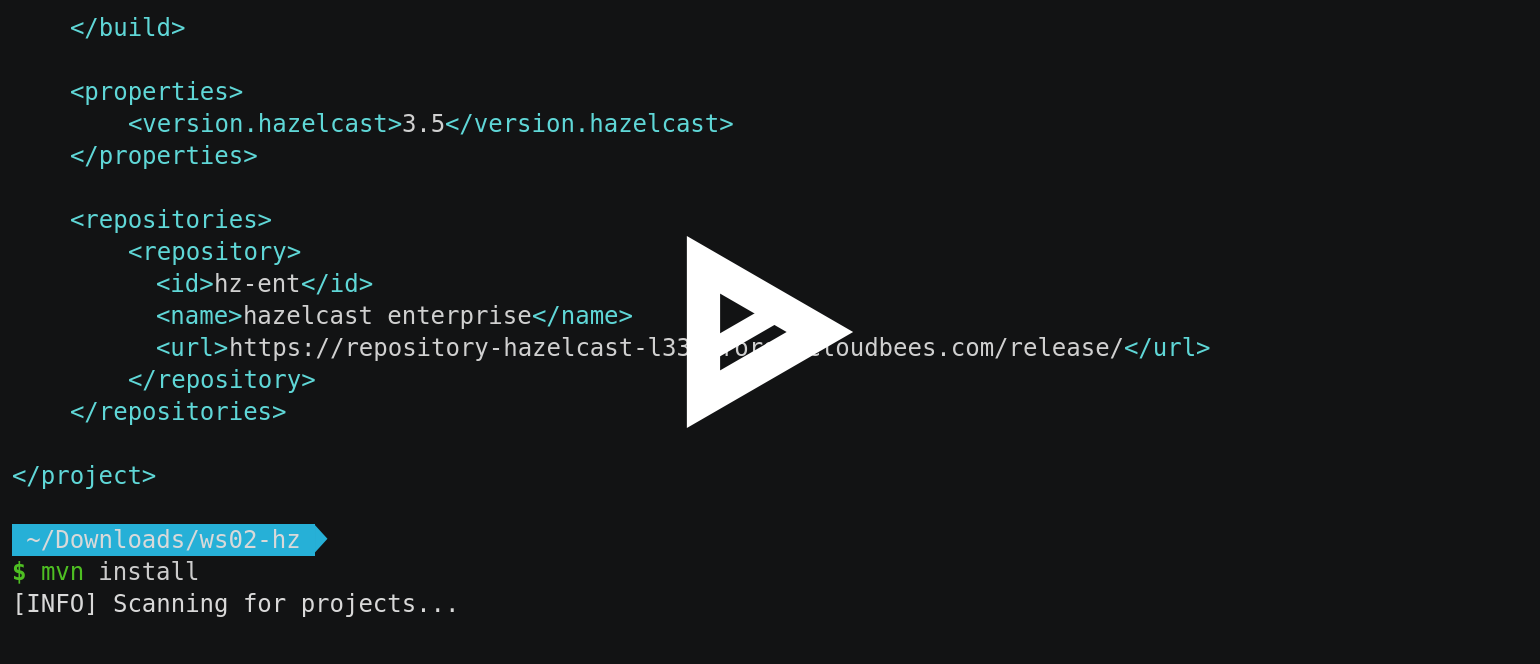 </build>
<properties>
<version.hazelcast>3.5</version.hazelcast>
</properties>
<repositories>
<repository>
<id>hz-ent</id>
<name>hazelcast enterprise</name>
<url>https://repository-hazelcast-l33 cloudbees.com/release/</url>
</repository>
</repositories>
</project>
~/Downloads/ws02-hz
$ mvn install
[INFO] Scanning for projects...